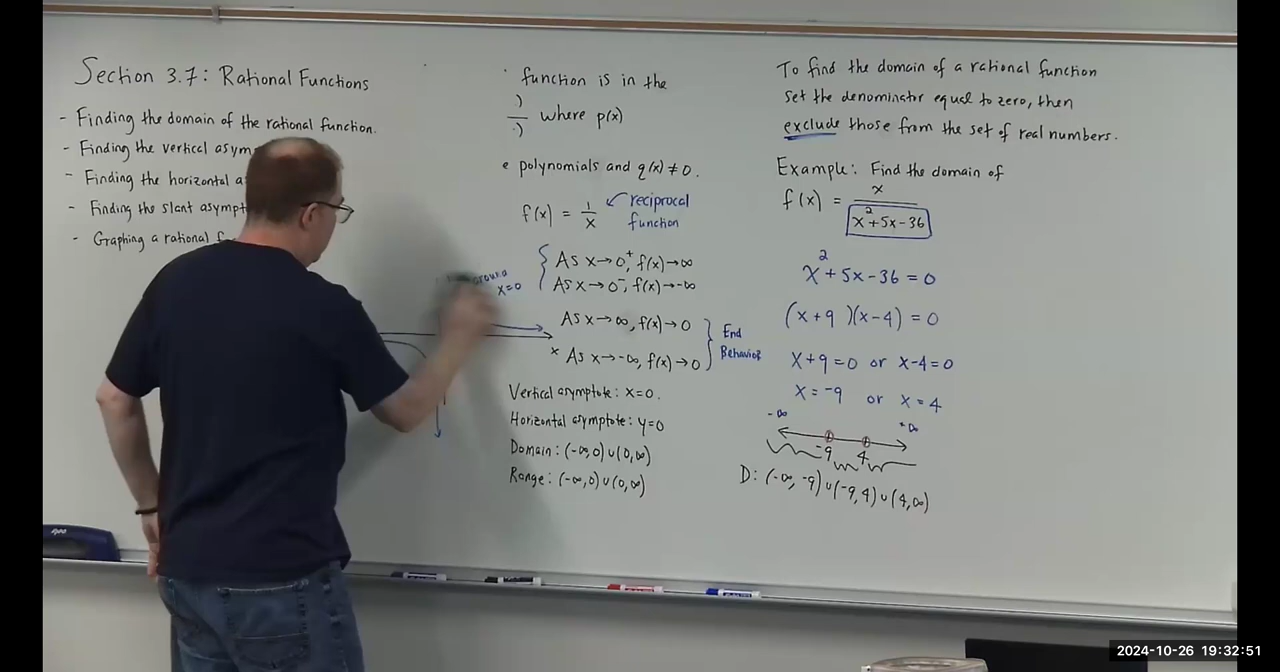 Section 3.7: Rational Functions
- Finding the domain of the rational function.
- Finding the vertical asym
- Finding the horizontal a
- Finding the slant asympt
- Graphing a rational f
function is in the
where p(x)
polynomials and q(x) ≠ 0.
f(x) = 1/x
reciprocal
function
As x→0⁺, f(x)→∞
As x→0⁻, f(x)→-∞
x=0
As x→∞, f(x)→0
x
As x→-∞, f(x)→0
End
Behavior
Vertical asymptote: x=0.
Horizontal asymptote: y=0
Domain: (-∞,0)∪(0,∞)
Range: (-∞,0)∪(0,∞)
To find the domain of a rational function
set the denominator equal to zero, then
exclude those from the set of real numbers.
Example: Find the domain of
f(x) = x/(x²+5x-36)
x²+5x-36 = 0
(x+9)(x-4) = 0
x+9=0 or x-4=0
x=-9 or x=4
-∞ +∞
-9 4
D: (-∞,-9)∪(-9,4)∪(4,∞)
expo
2024-10-26 19:32:51